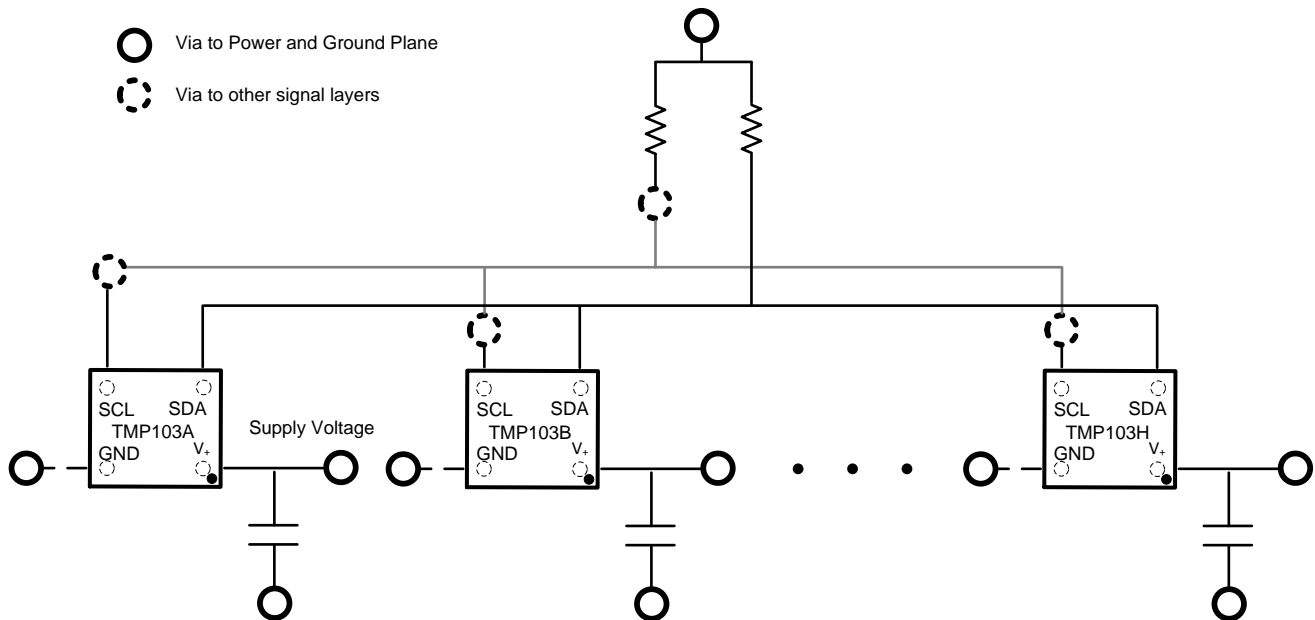 Via to Power and Ground Plane
Via to other signal layers
SCL SDA
TMP103A
GND V+
Supply Voltage
SCL SDA
TMP103B
GND V+
SCL SDA
TMP103H
GND V+